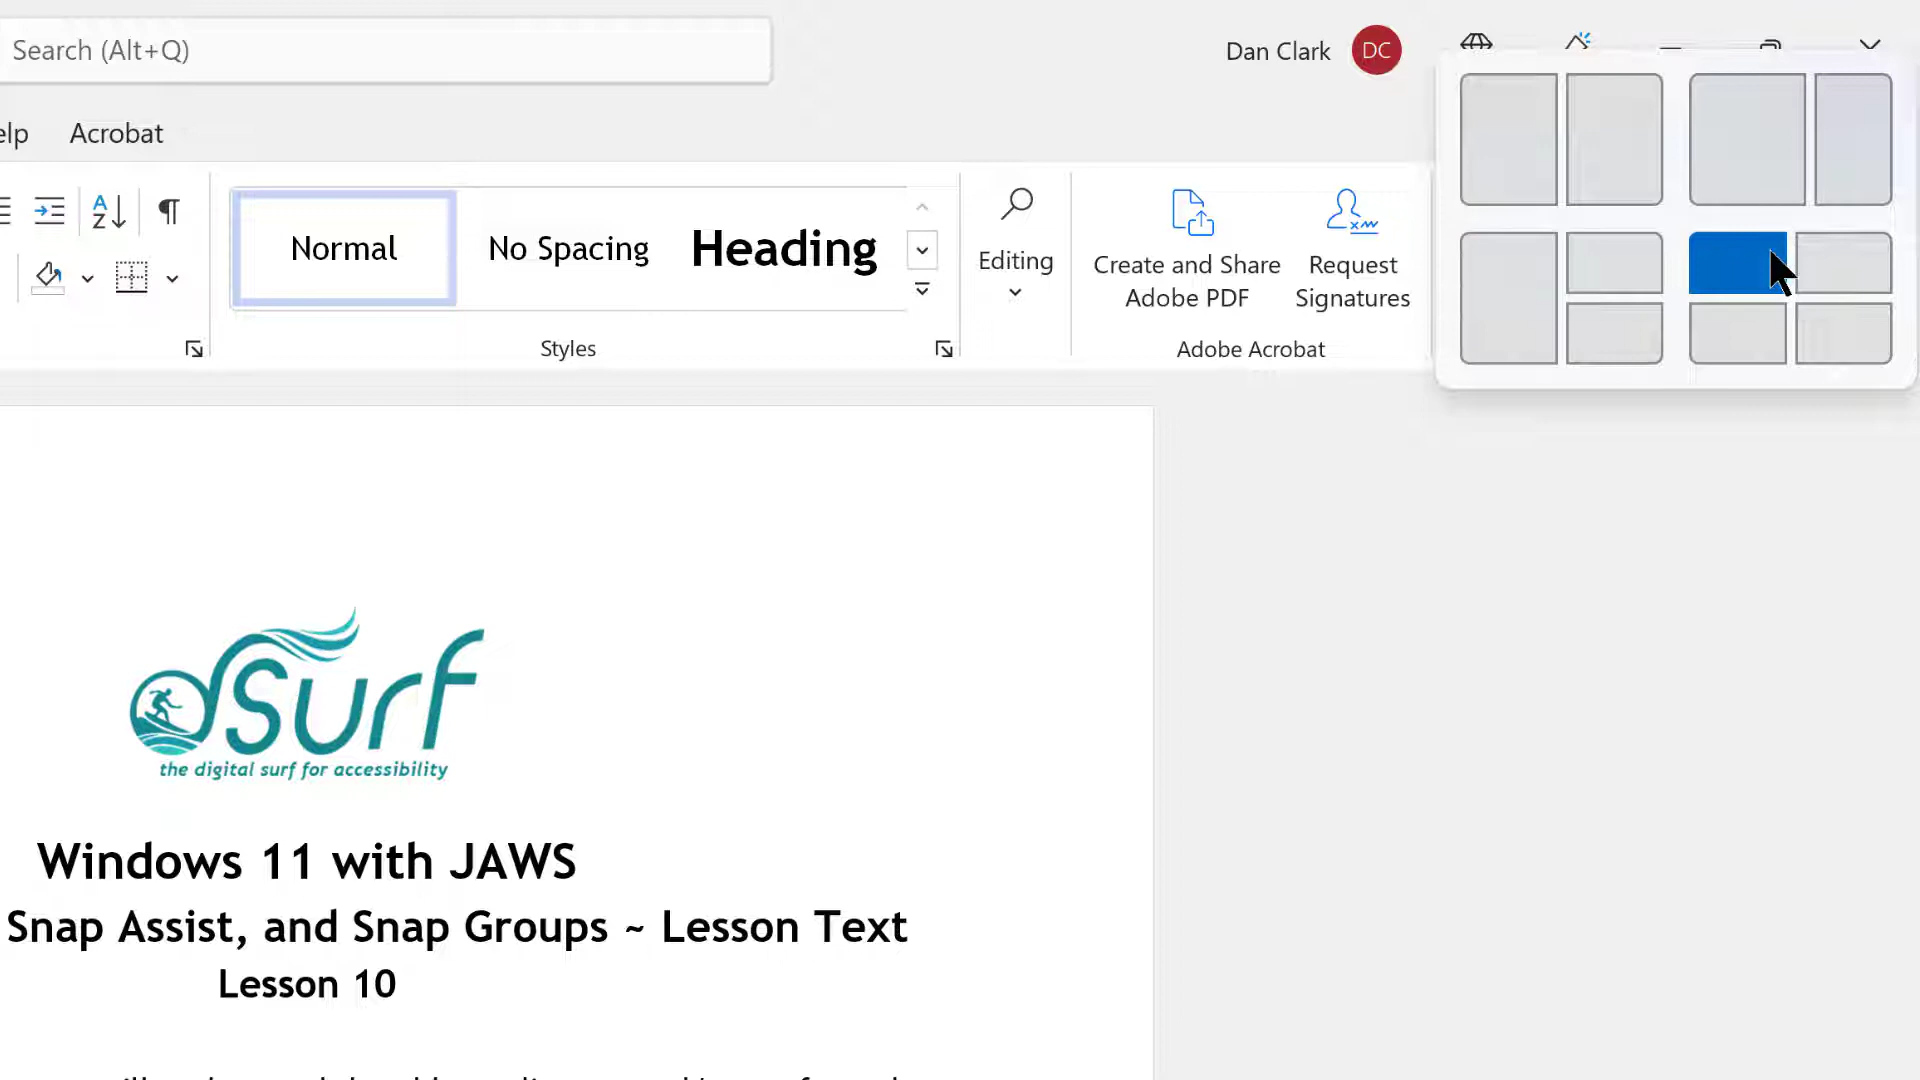 Search (Alt+Q)
Dan Clark DC
elp Acrobat
Normal No Spacing Heading
Editing
Create and Share
Adobe PDF
Request
Signatures
Styles
Adobe Acrobat
dSurf
the digital surf for accessibility
Windows 11 with JAWS
Snap Assist, and Snap Groups ~ Lesson Text
Lesson 10